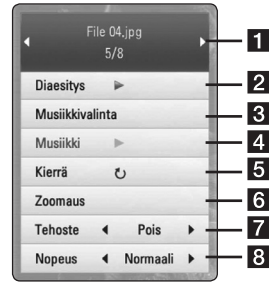 File 04.jpg
5/8
1
Diaesitys
2
Musiikkivalinta
3
Musiikki
4
Kierrä
5
Zoomaus
6
Tehoste Pois
7
Nopeus Normaali
8